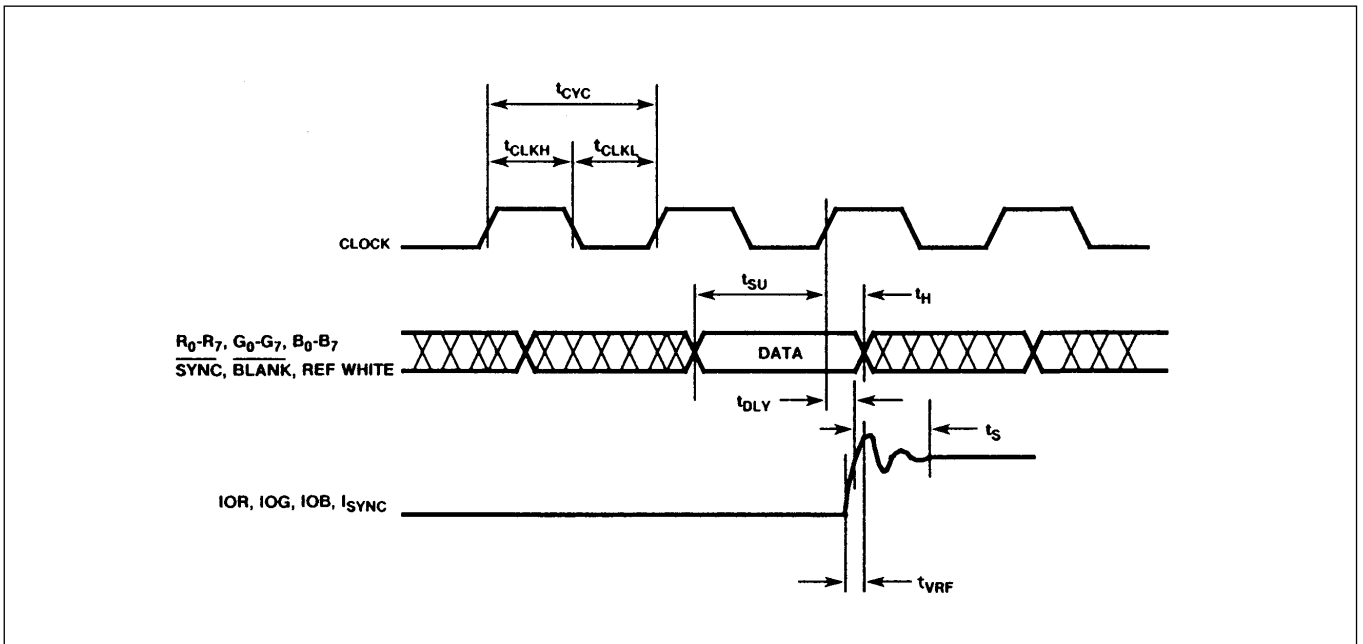 tCYC
tCLKH tCLKL
CLOCK
tSU tH
R0-R7, G0-G7, B0-B7
SYNC, BLANK, REF WHITE
DATA
tDLY
tS
IOR, IOG, IOB, ISYNC
tVRF